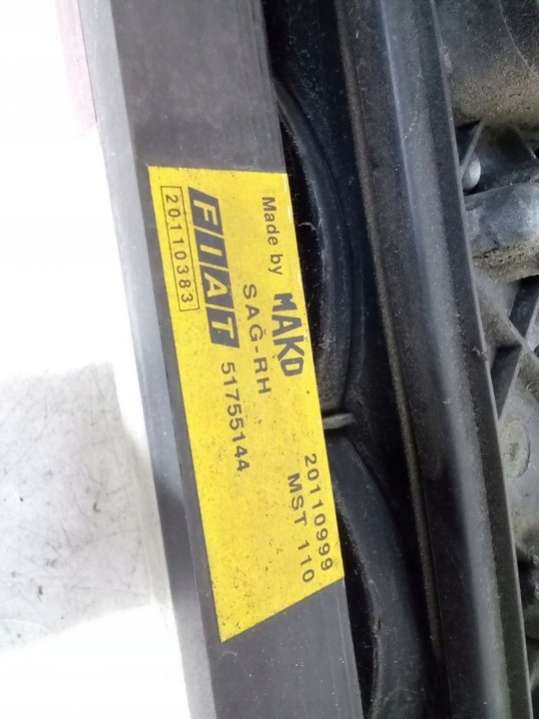 Made by MAKO
20110999
SAĞ-RH
MST 110
FIAT
51755144
20110383